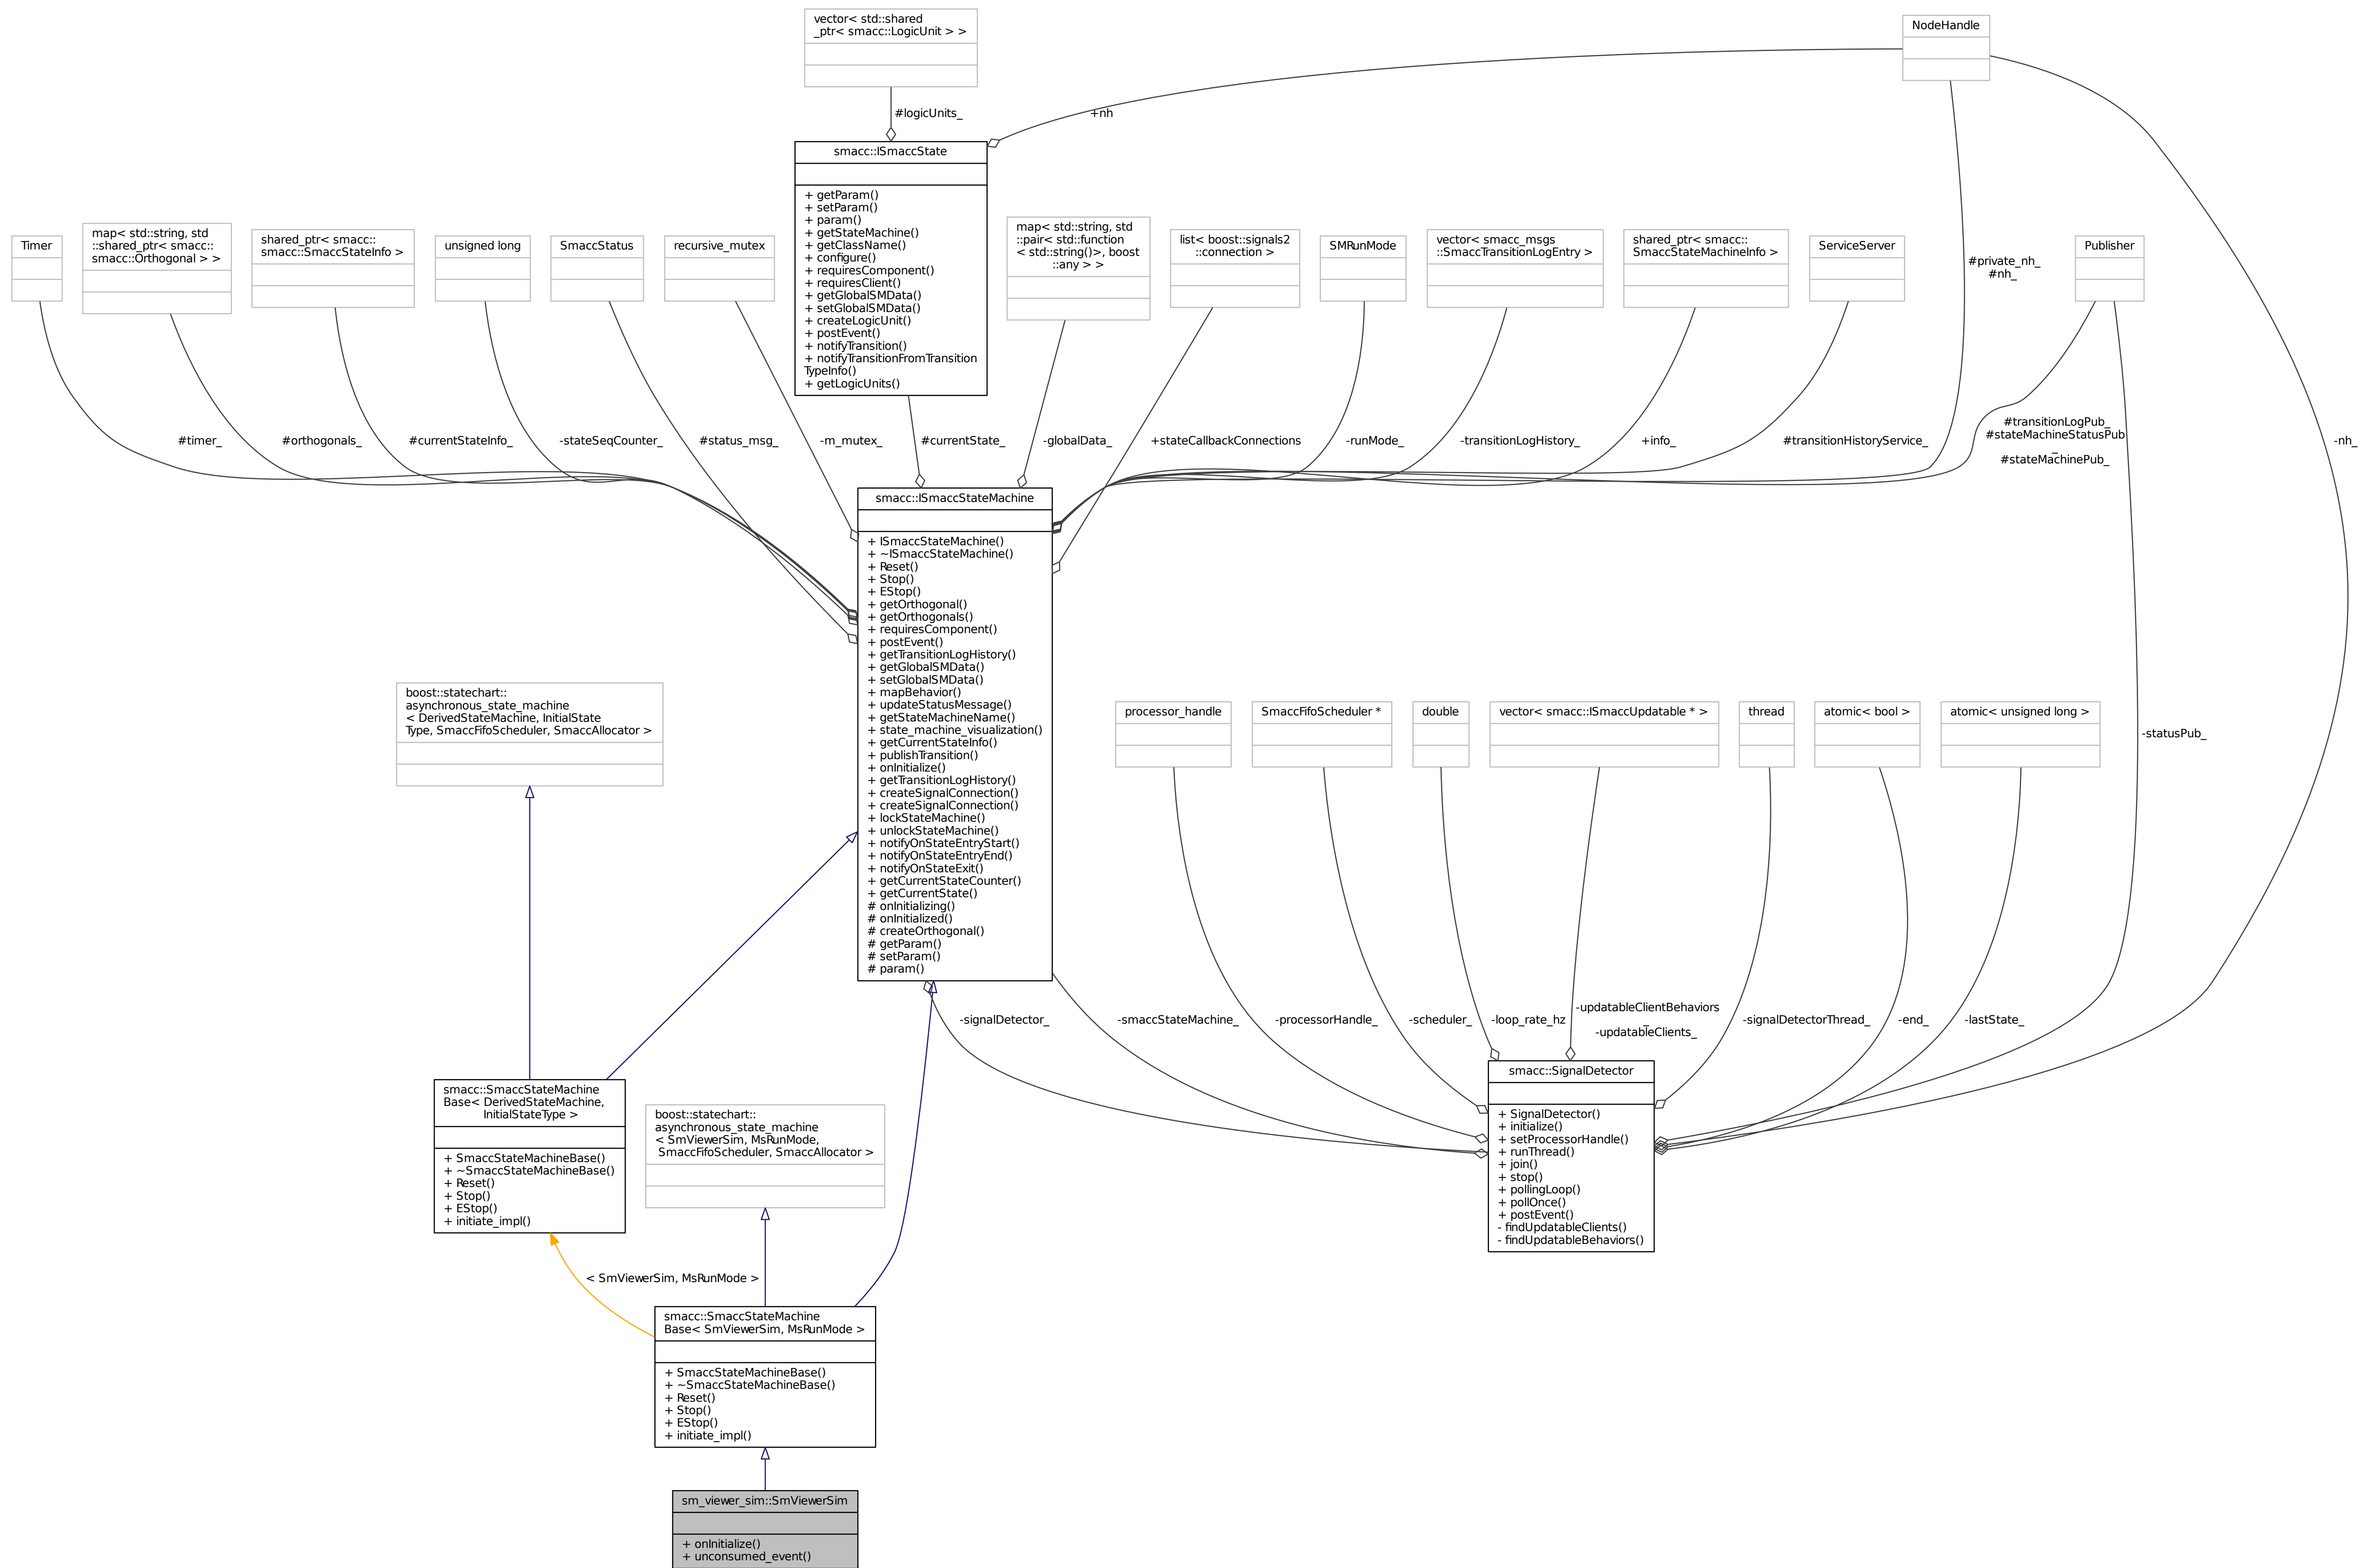 vector< std::shared
_ptr< smacc::LogicUnit > >
NodeHandle
#logicUnits_
+nh
smacc::ISmaccState
+ getParam()
+ setParam()
+ param()
+ getStateMachine()
+ getClassName()
+ configure()
+ requiresComponent()
+ requiresClient()
+ getGlobalSMData()
+ setGlobalSMData()
+ createLogicUnit()
+ postEvent()
+ notifyTransition()
+ notifyTransitionFromTransition
TypeInfo()
+ getLogicUnits()
Timer
map< std::string, std
::shared_ptr< smacc::
smacc::Orthogonal > >
shared_ptr< smacc::
smacc::SmaccStateInfo >
unsigned long
SmaccStatus
recursive_mutex
map< std::string, std
::pair< std::function
< std::string()>, boost
::any > >
list< boost::signals2
::connection >
SMRunMode
vector< smacc_msgs
::SmaccTransitionLogEntry >
shared_ptr< smacc::
SmaccStateMachineInfo >
ServiceServer
Publisher
#private_nh_
#nh_
#timer_
#orthogonals_
#currentStateInfo_
-stateSeqCounter_
#status_msg_
-m_mutex_
#currentState_
-globalData_
+stateCallbackConnections
-runMode_
-transitionLogHistory_
+info_
#transitionHistoryService_
#transitionLogPub_
#stateMachineStatusPub
_
#stateMachinePub_
-nh_
smacc::ISmaccStateMachine
+ ISmaccStateMachine()
+ ~ISmaccStateMachine()
+ Reset()
+ Stop()
+ EStop()
+ getOrthogonal()
+ getOrthogonals()
+ requiresComponent()
+ postEvent()
+ getTransitionLogHistory()
+ getGlobalSMData()
+ setGlobalSMData()
+ mapBehavior()
+ updateStatusMessage()
+ getStateMachineName()
+ state_machine_visualization()
+ getCurrentStateInfo()
+ publishTransition()
+ onInitialize()
+ getTransitionLogHistory()
+ createSignalConnection()
+ createSignalConnection()
+ lockStateMachine()
+ unlockStateMachine()
+ notifyOnStateEntryStart()
+ notifyOnStateEntryEnd()
+ notifyOnStateExit()
+ getCurrentStateCounter()
+ getCurrentState()
# onInitializing()
# onInitialized()
# createOrthogonal()
# getParam()
# setParam()
# param()
boost::statechart::
asynchronous_state_machine
< DerivedStateMachine, InitialState
Type, SmaccFifoScheduler, SmaccAllocator >
processor_handle
SmaccFifoScheduler *
double
vector< smacc::ISmaccUpdatable * >
thread
atomic< bool >
atomic< unsigned long >
-statusPub_
-signalDetector_
-smaccStateMachine_
-processorHandle_
-scheduler_
-loop_rate_hz
-updatableClientBehaviors
_
-updatableClients_
-signalDetectorThread_
-end_
-lastState_
smacc::SignalDetector
+ SignalDetector()
+ initialize()
+ setProcessorHandle()
+ runThread()
+ join()
+ stop()
+ pollingLoop()
+ pollOnce()
+ postEvent()
- findUpdatableClients()
- findUpdatableBehaviors()
smacc::SmaccStateMachine
Base< DerivedStateMachine,
InitialStateType >
+ SmaccStateMachineBase()
+ ~SmaccStateMachineBase()
+ Reset()
+ Stop()
+ EStop()
+ initiate_impl()
boost::statechart::
asynchronous_state_machine
< SmViewerSim, MsRunMode,
SmaccFifoScheduler, SmaccAllocator >
< SmViewerSim, MsRunMode >
smacc::SmaccStateMachine
Base< SmViewerSim, MsRunMode >
+ SmaccStateMachineBase()
+ ~SmaccStateMachineBase()
+ Reset()
+ Stop()
+ EStop()
+ initiate_impl()
sm_viewer_sim::SmViewerSim
+ onInitialize()
+ unconsumed_event()